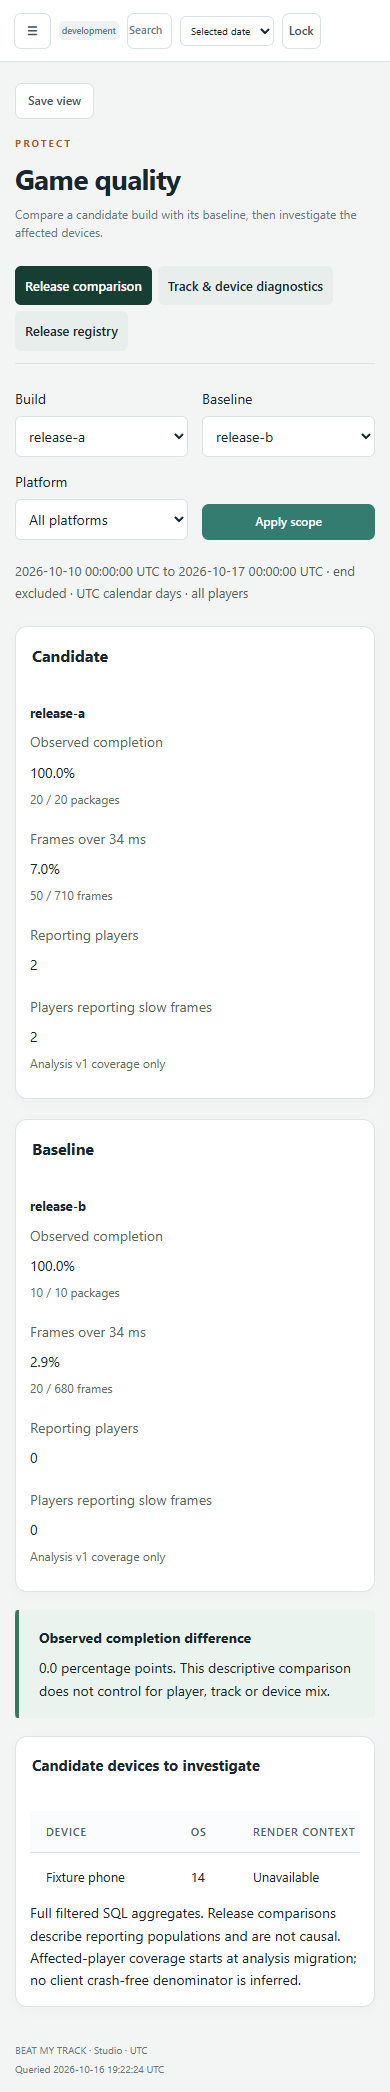 ☰ development Search Selected date Lock
Save view
PROTECT
Game quality
Compare a candidate build with its baseline, then investigate the
affected devices.
Release comparison Track & device diagnostics
Release registry
Build Baseline
release-a release-b
Platform
All platforms Apply scope
2026-10-10 00:00:00 UTC to 2026-10-17 00:00:00 UTC · end
excluded · UTC calendar days · all players
Candidate
release-a
Observed completion
100.0%
20 / 20 packages
Frames over 34 ms
7.0%
50 / 710 frames
Reporting players
2
Players reporting slow frames
2
Analysis v1 coverage only
Baseline
release-b
Observed completion
100.0%
10 / 10 packages
Frames over 34 ms
2.9%
20 / 680 frames
Reporting players
0
Players reporting slow frames
0
Analysis v1 coverage only
Observed completion difference
0.0 percentage points. This descriptive comparison
does not control for player, track or device mix.
Candidate devices to investigate
DEVICE OS RENDER CONTEXT
Fixture phone 14 Unavailable
Full filtered SQL aggregates. Release comparisons
describe reporting populations and are not causal.
Affected-player coverage starts at analysis migration;
no client crash-free denominator is inferred.
BEAT MY TRACK · Studio · UTC
Queried 2026-10-16 19:22:24 UTC